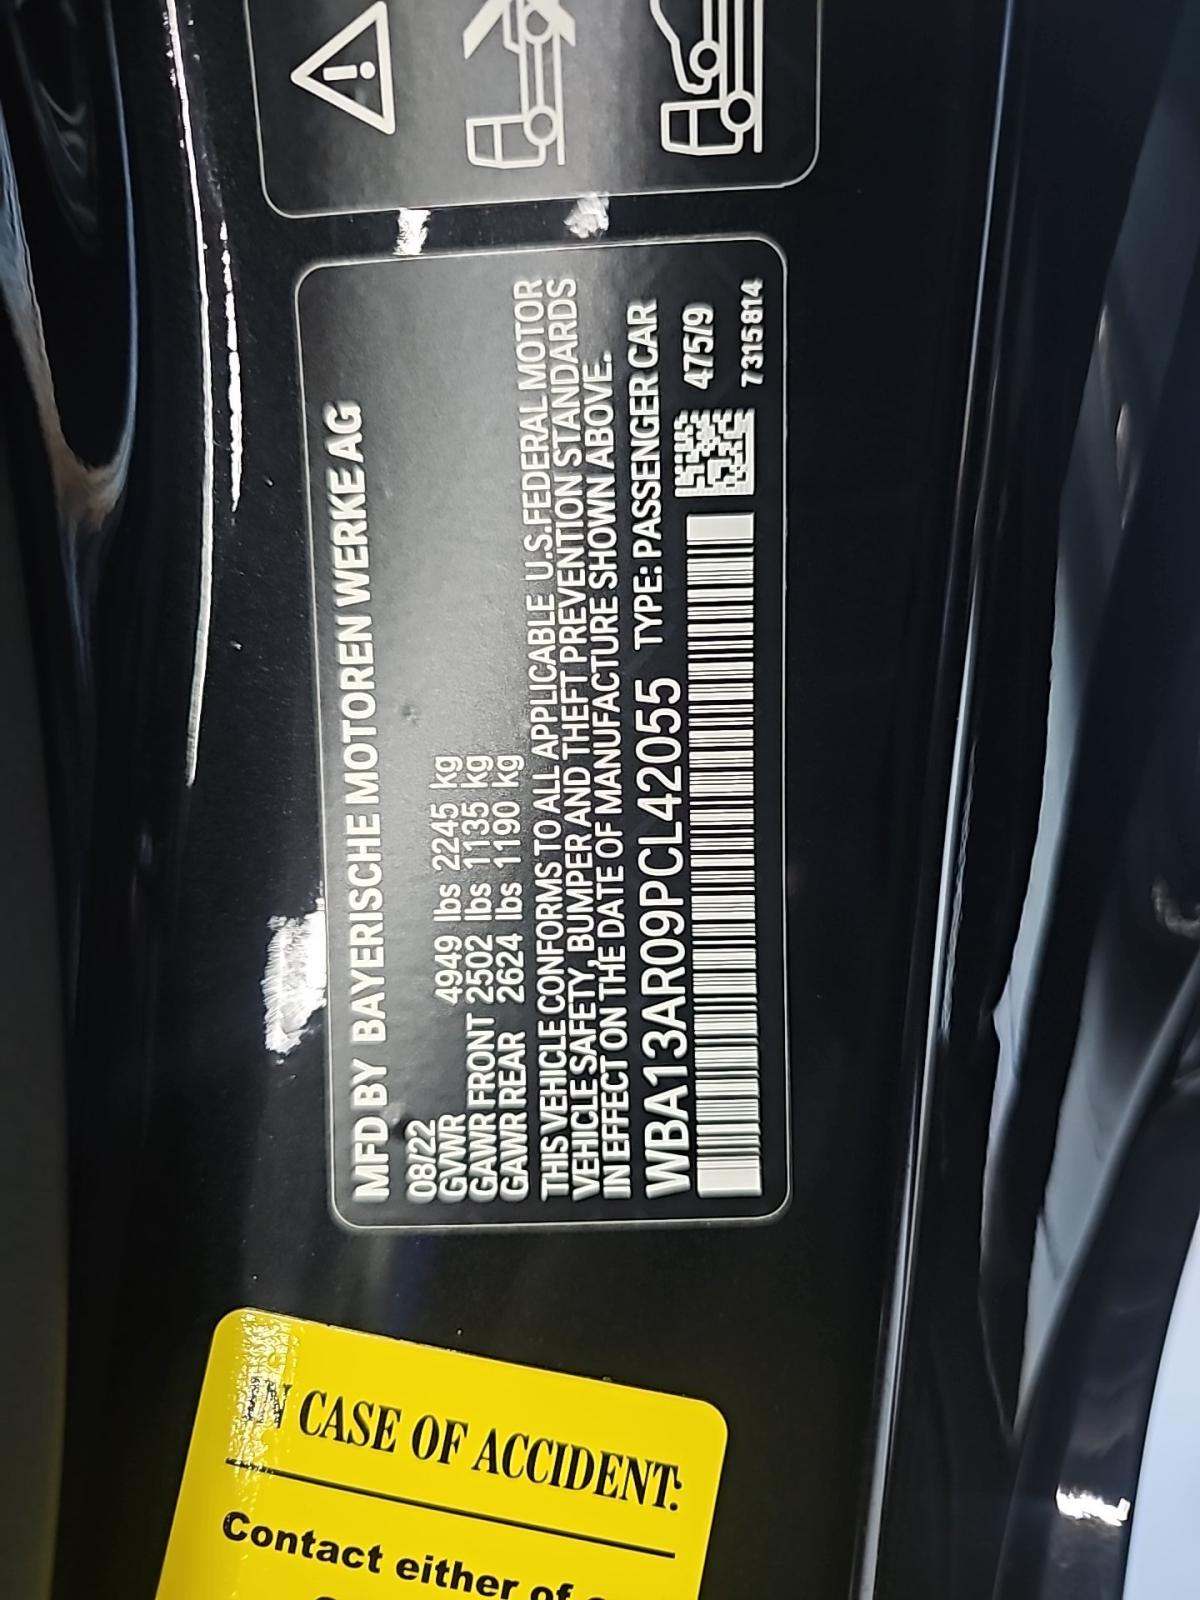 MFD BY BAYERISCHE MOTOREN WERKE AG
08/22
GVWR 4949 lbs 2245 kg
GAWR FRONT 2502 lbs 1135 kg
GAWR REAR 2624 lbs 1190 kg
THIS VEHICLE CONFORMS TO ALL APPLICABLE U.S.FEDERAL MOTOR
VEHICLE SAFETY, BUMPER AND THEFT PREVENTION STANDARDS
IN EFFECT ON THE DATE OF MANUFACTURE SHOWN ABOVE.
WBA13AR09PCL42055 TYPE: PASSENGER CAR
475/9
7315814
IN CASE OF ACCIDENT:
Contact either of